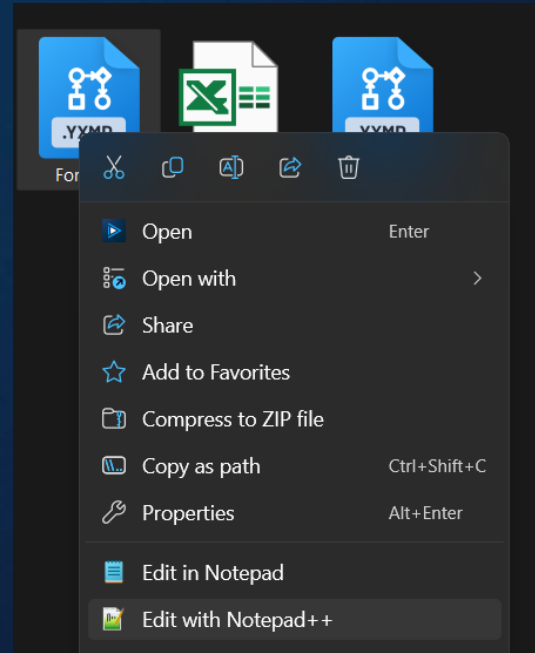 .YXMD
YXMD
For
Open Enter
Open with
Share
Add to Favorites
Compress to ZIP file
Copy as path Ctrl+Shift+C
Properties Alt+Enter
Edit in Notepad
Edit with Notepad++